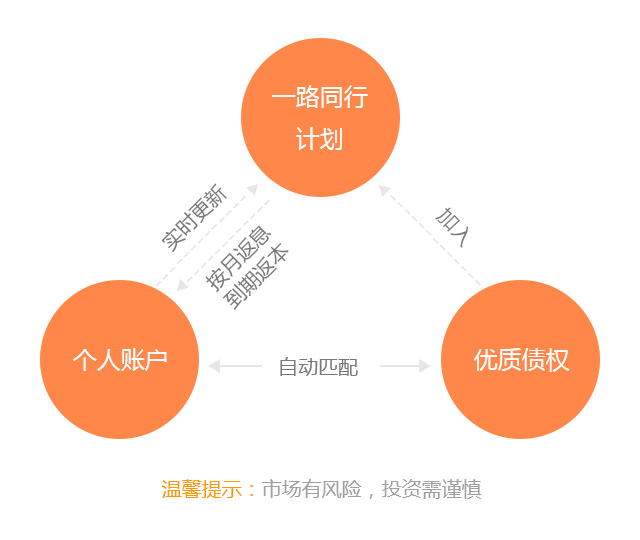 一路同行
计划
实时更新
按月返息
到期返本
加入
个人账户
自动匹配
优质债权
温馨提示：市场有风险，投资需谨慎